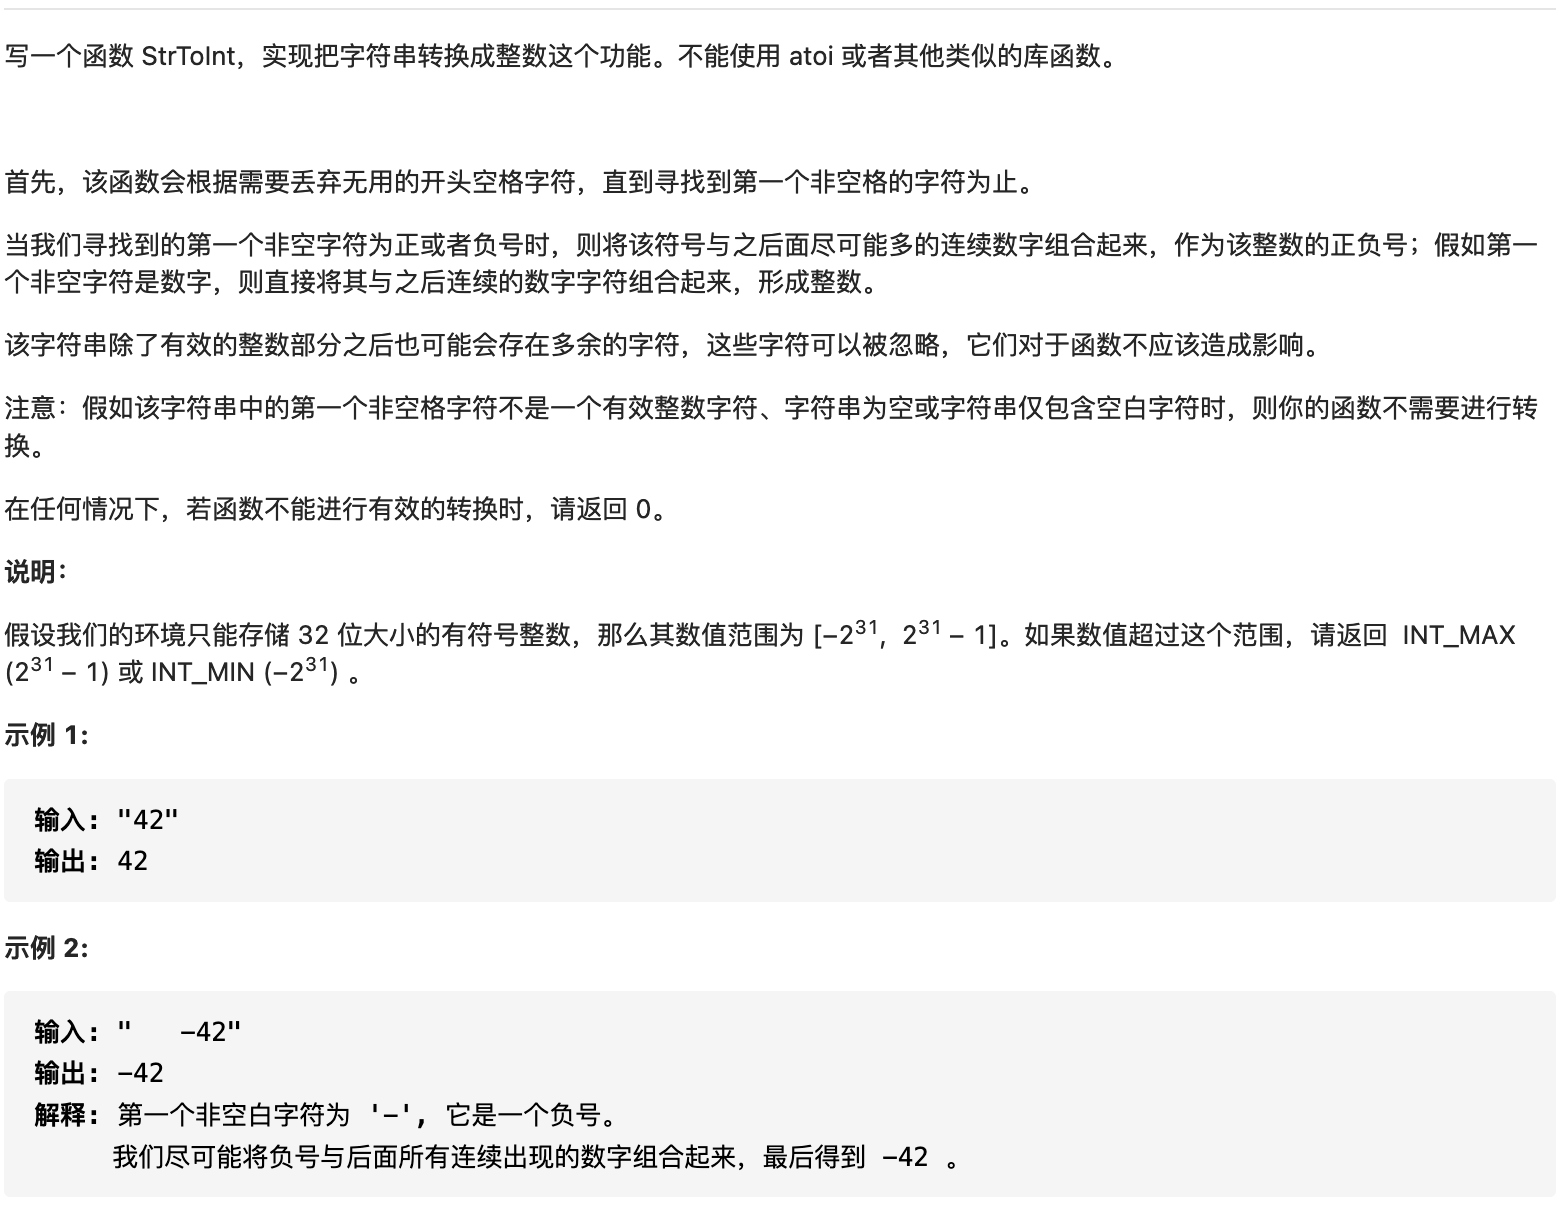 写一个函数 StrToInt，实现把字符串转换成整数这个功能。不能使用 atoi 或者其他类似的库函数。
首先，该函数会根据需要丢弃无用的开头空格字符，直到寻找到第一个非空格的字符为止。
当我们寻找到的第一个非空字符为正或者负号时，则将该符号与之后面尽可能多的连续数字组合起来，作为该整数的正负号；假如第一
个非空字符是数字，则直接将其与之后连续的数字字符组合起来，形成整数。
该字符串除了有效的整数部分之后也可能会存在多余的字符，这些字符可以被忽略，它们对于函数不应该造成影响。
注意：假如该字符串中的第一个非空格字符不是一个有效整数字符、字符串为空或字符串仅包含空白字符时，则你的函数不需要进行转
换。
在任何情况下，若函数不能进行有效的转换时，请返回 0。
说明：
假设我们的环境只能存储 32 位大小的有符号整数，那么其数值范围为 [−2³¹, 2³¹ − 1]。如果数值超过这个范围，请返回 INT_MAX
(2³¹ − 1) 或 INT_MIN (−2³¹) 。
示例 1:
输入: "42"
输出: 42
示例 2:
输入: "   -42"
输出: -42
解释: 第一个非空白字符为 '-', 它是一个负号。
我们尽可能将负号与后面所有连续出现的数字组合起来，最后得到 -42 。